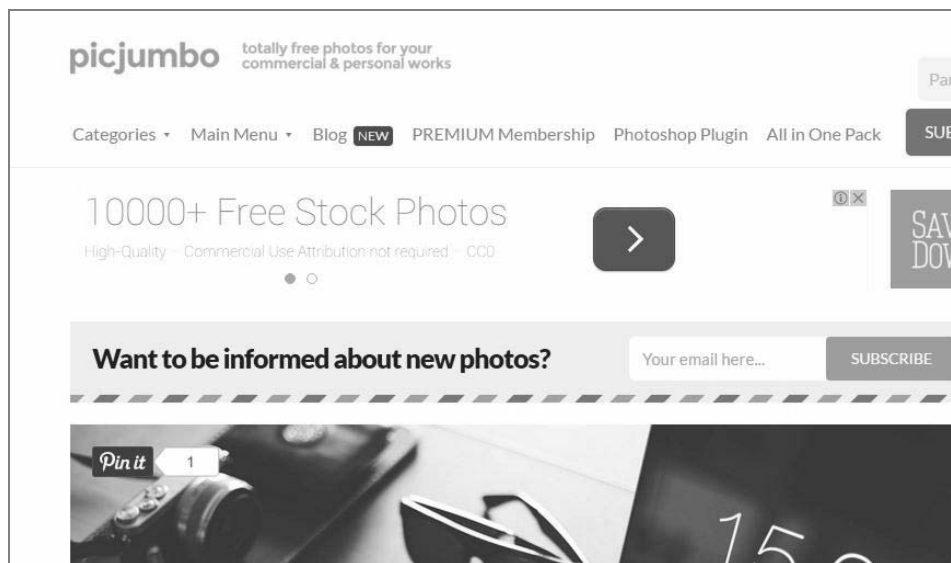 picjumbo
totally free photos for your
commercial & personal works
Categories
Main Menu
Blog NEW
PREMIUM Membership
Photoshop Plugin
All in One Pack
10000+ Free Stock Photos
High-Quality – Commercial Use Attribution not required – CC0
Want to be informed about new photos?
Your email here...
SUBSCRIBE
Pin it
1